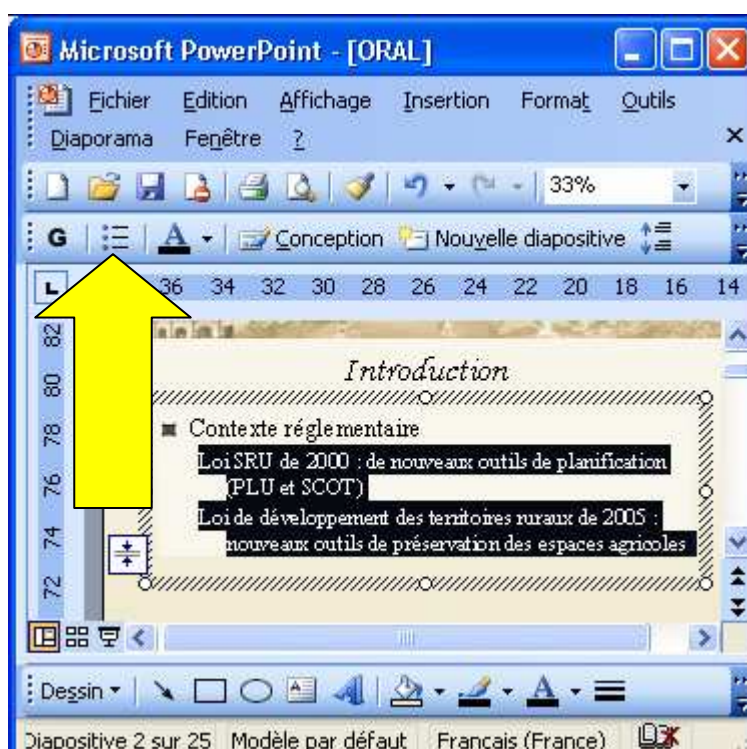 Microsoft PowerPoint - [ORAL]
Fichier Edition Affichage Insertion Format Outils
Diaporama Fenêtre ?
33%
G A Conception Nouvelle diapositive
L 36 34 32 30 28 26 24 22 20 18 16 14
82
80
78
76
74
72
Introduction
Contexte réglementaire
Loi SRU de 2000 : de nouveaux outils de planification
(PLU et SCOT)
Loi de développement des territoires ruraux de 2005 :
nouveaux outils de préservation des espaces agricoles
Dessin A A
Diapositive 2 sur 25 Modèle par défaut Français (France)